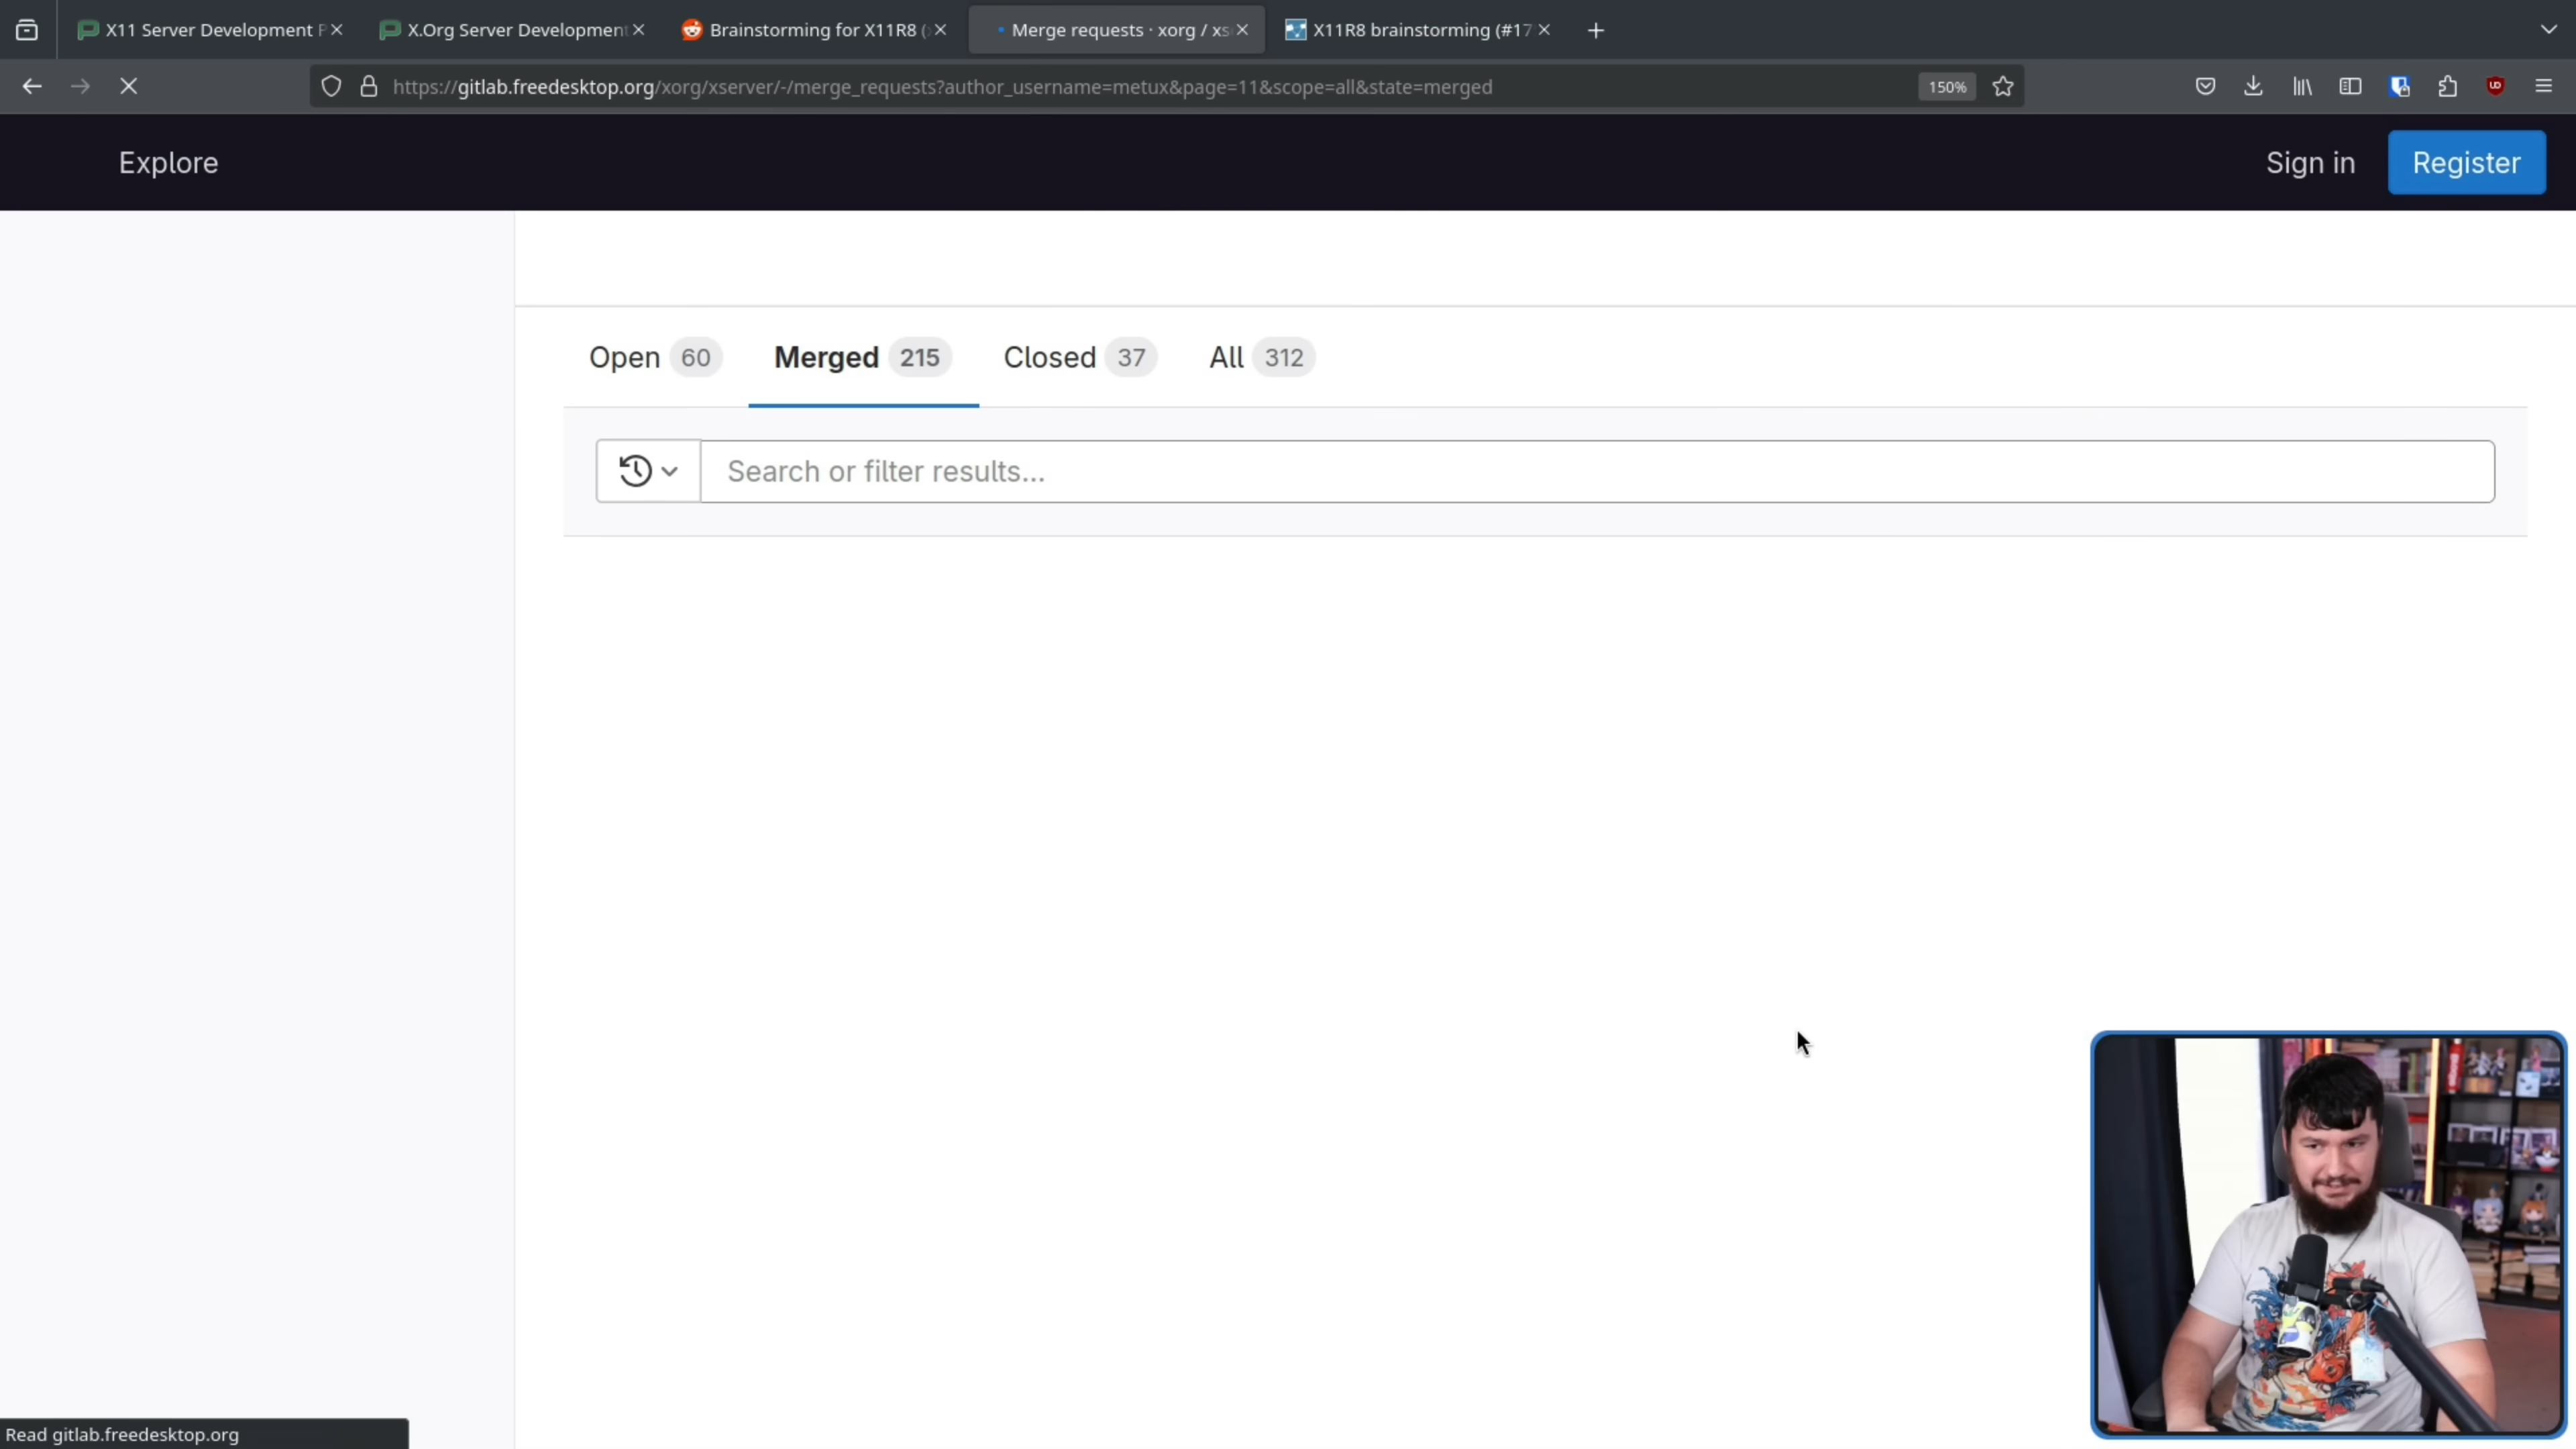 X11 Server Development P
X.Org Server Development
Brainstorming for X11R8 (
Merge requests · xorg / xs
X11R8 brainstorming (#17
https://gitlab.freedesktop.org/xorg/xserver/-/merge_requests?author_username=metux&page=11&scope=all&state=merged
150%
Explore
Sign in
Register
Open 60
Merged 215
Closed 37
All 312
Search or filter results...
Read gitlab.freedesktop.org